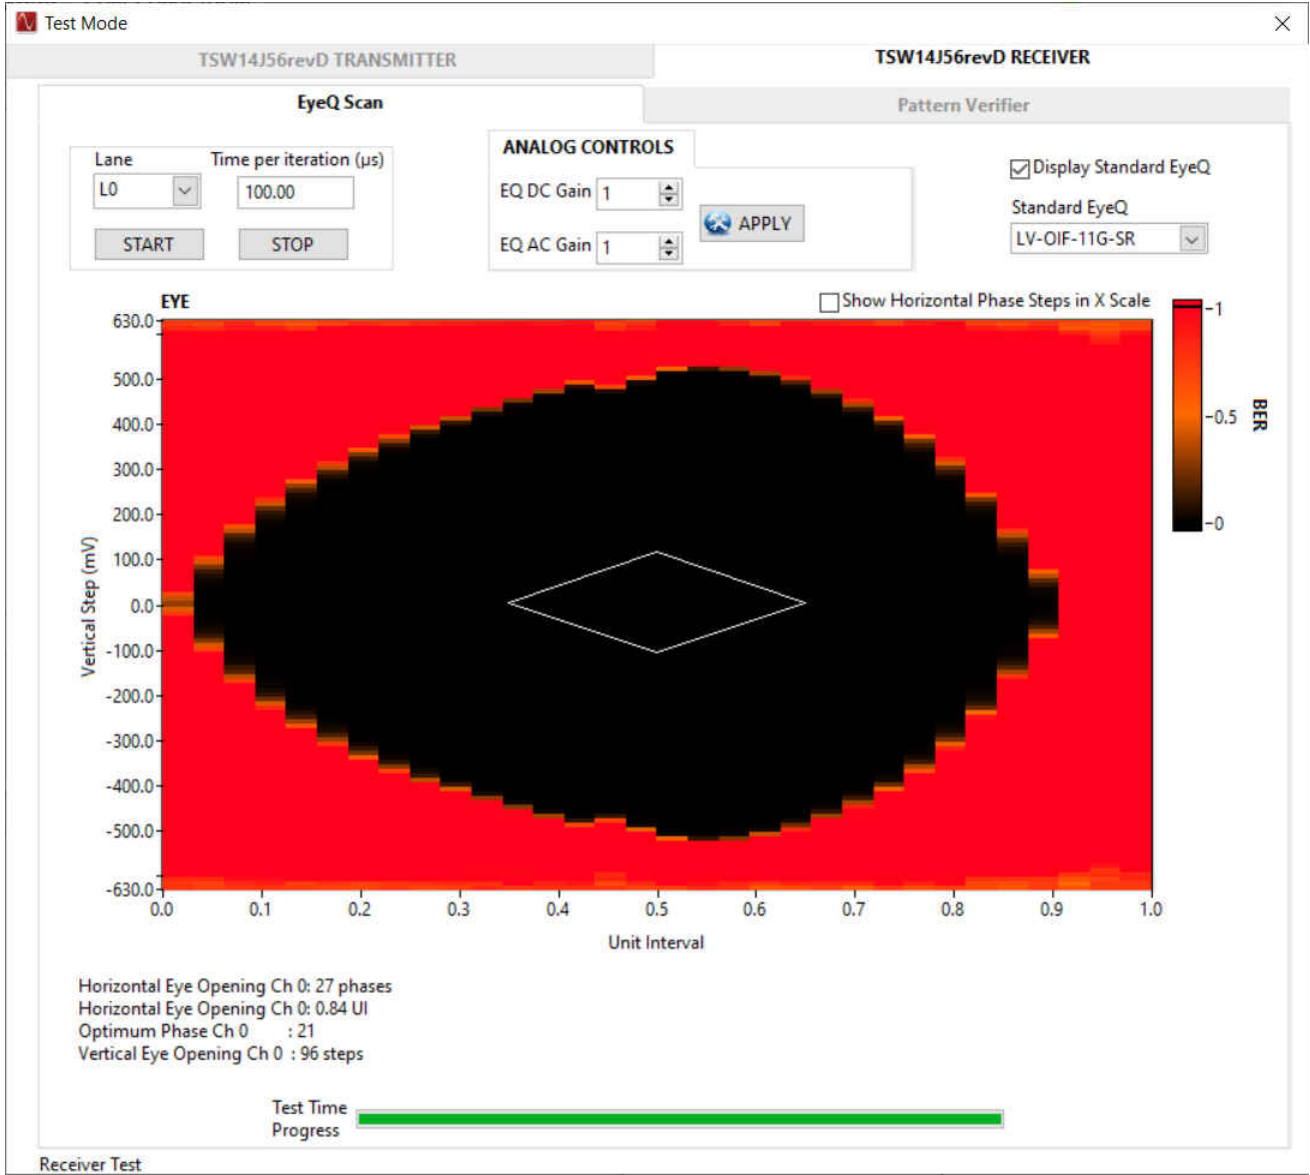 Test Mode
TSW14J56revD TRANSMITTER
TSW14J56revD RECEIVER
EyeQ Scan
Pattern Verifier
Lane
Time per iteration (µs)
L0
100.00
START
STOP
ANALOG CONTROLS
EQ DC Gain 1
EQ AC Gain 1
APPLY
Display Standard EyeQ
Standard EyeQ
LV-OIF-11G-SR
EYE
Show Horizontal Phase Steps in X Scale
630.0
500.0
400.0
300.0
200.0
100.0
0.0
-100.0
-200.0
-300.0
-400.0
-500.0
-630.0
Vertical Step (mV)
0.0 0.1 0.2 0.3 0.4 0.5 0.6 0.7 0.8 0.9 1.0
Unit Interval
1
0.5
0
BER
Horizontal Eye Opening Ch 0: 27 phases
Horizontal Eye Opening Ch 0: 0.84 UI
Optimum Phase Ch 0 : 21
Vertical Eye Opening Ch 0 : 96 steps
Test Time
Progress
Receiver Test